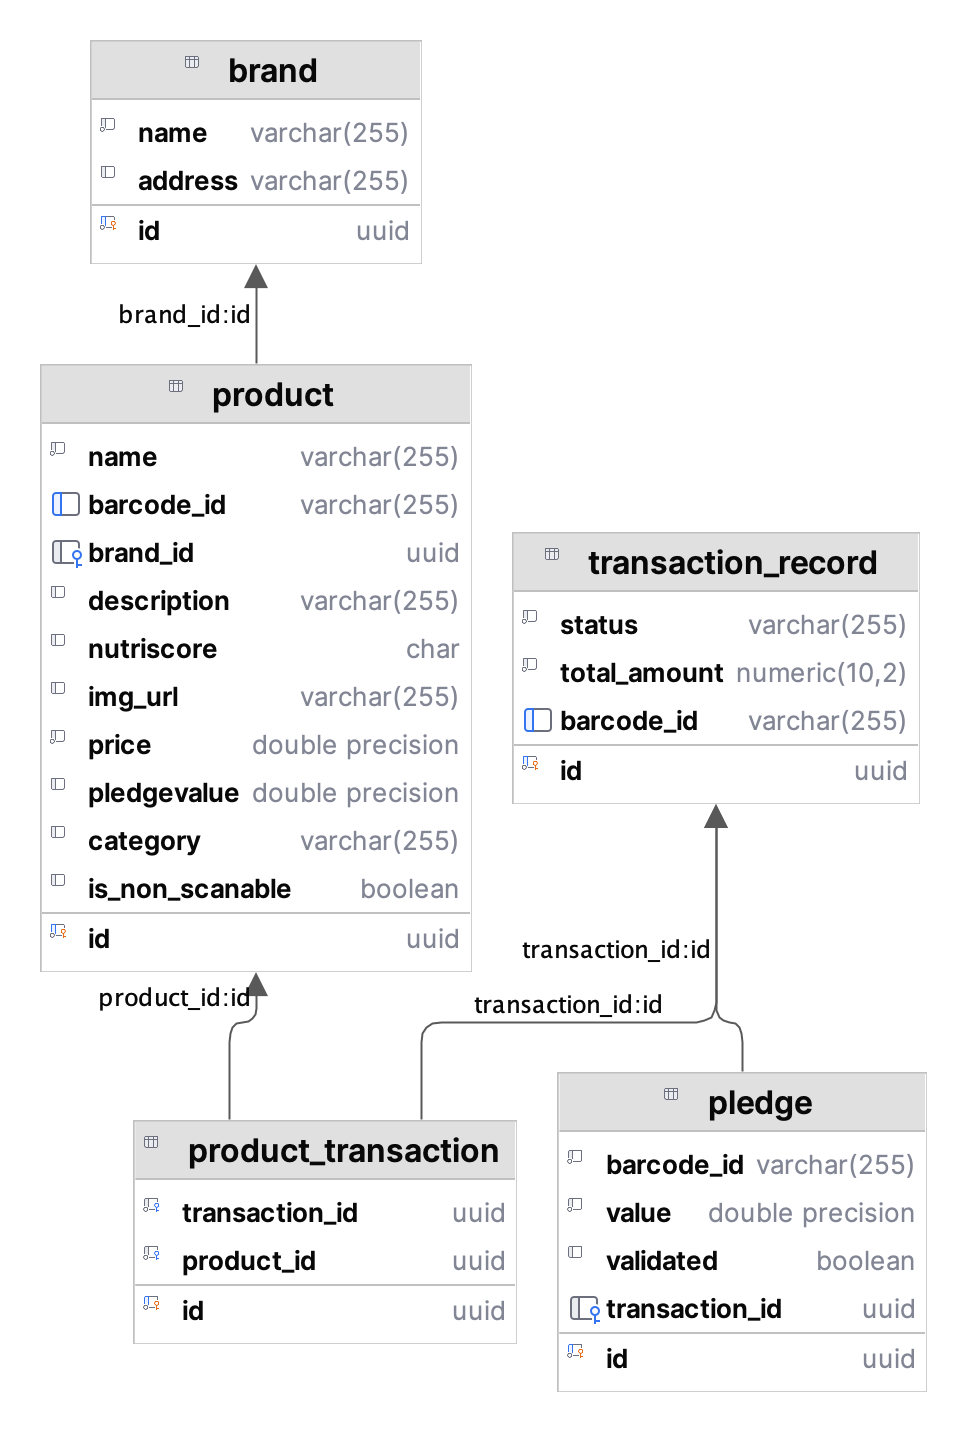 brand
name varchar(255)
address varchar(255)
id uuid
brand_id:id
product
name varchar(255)
barcode_id varchar(255)
brand_id uuid
description varchar(255)
nutriscore char
img_url varchar(255)
price double precision
pledgevalue double precision
category varchar(255)
is_non_scanable boolean
id uuid
transaction_record
status varchar(255)
total_amount numeric(10,2)
barcode_id varchar(255)
id uuid
transaction_id:id
product_id:id
transaction_id:id
product_transaction
transaction_id uuid
product_id uuid
id uuid
pledge
barcode_id varchar(255)
value double precision
validated boolean
transaction_id uuid
id uuid